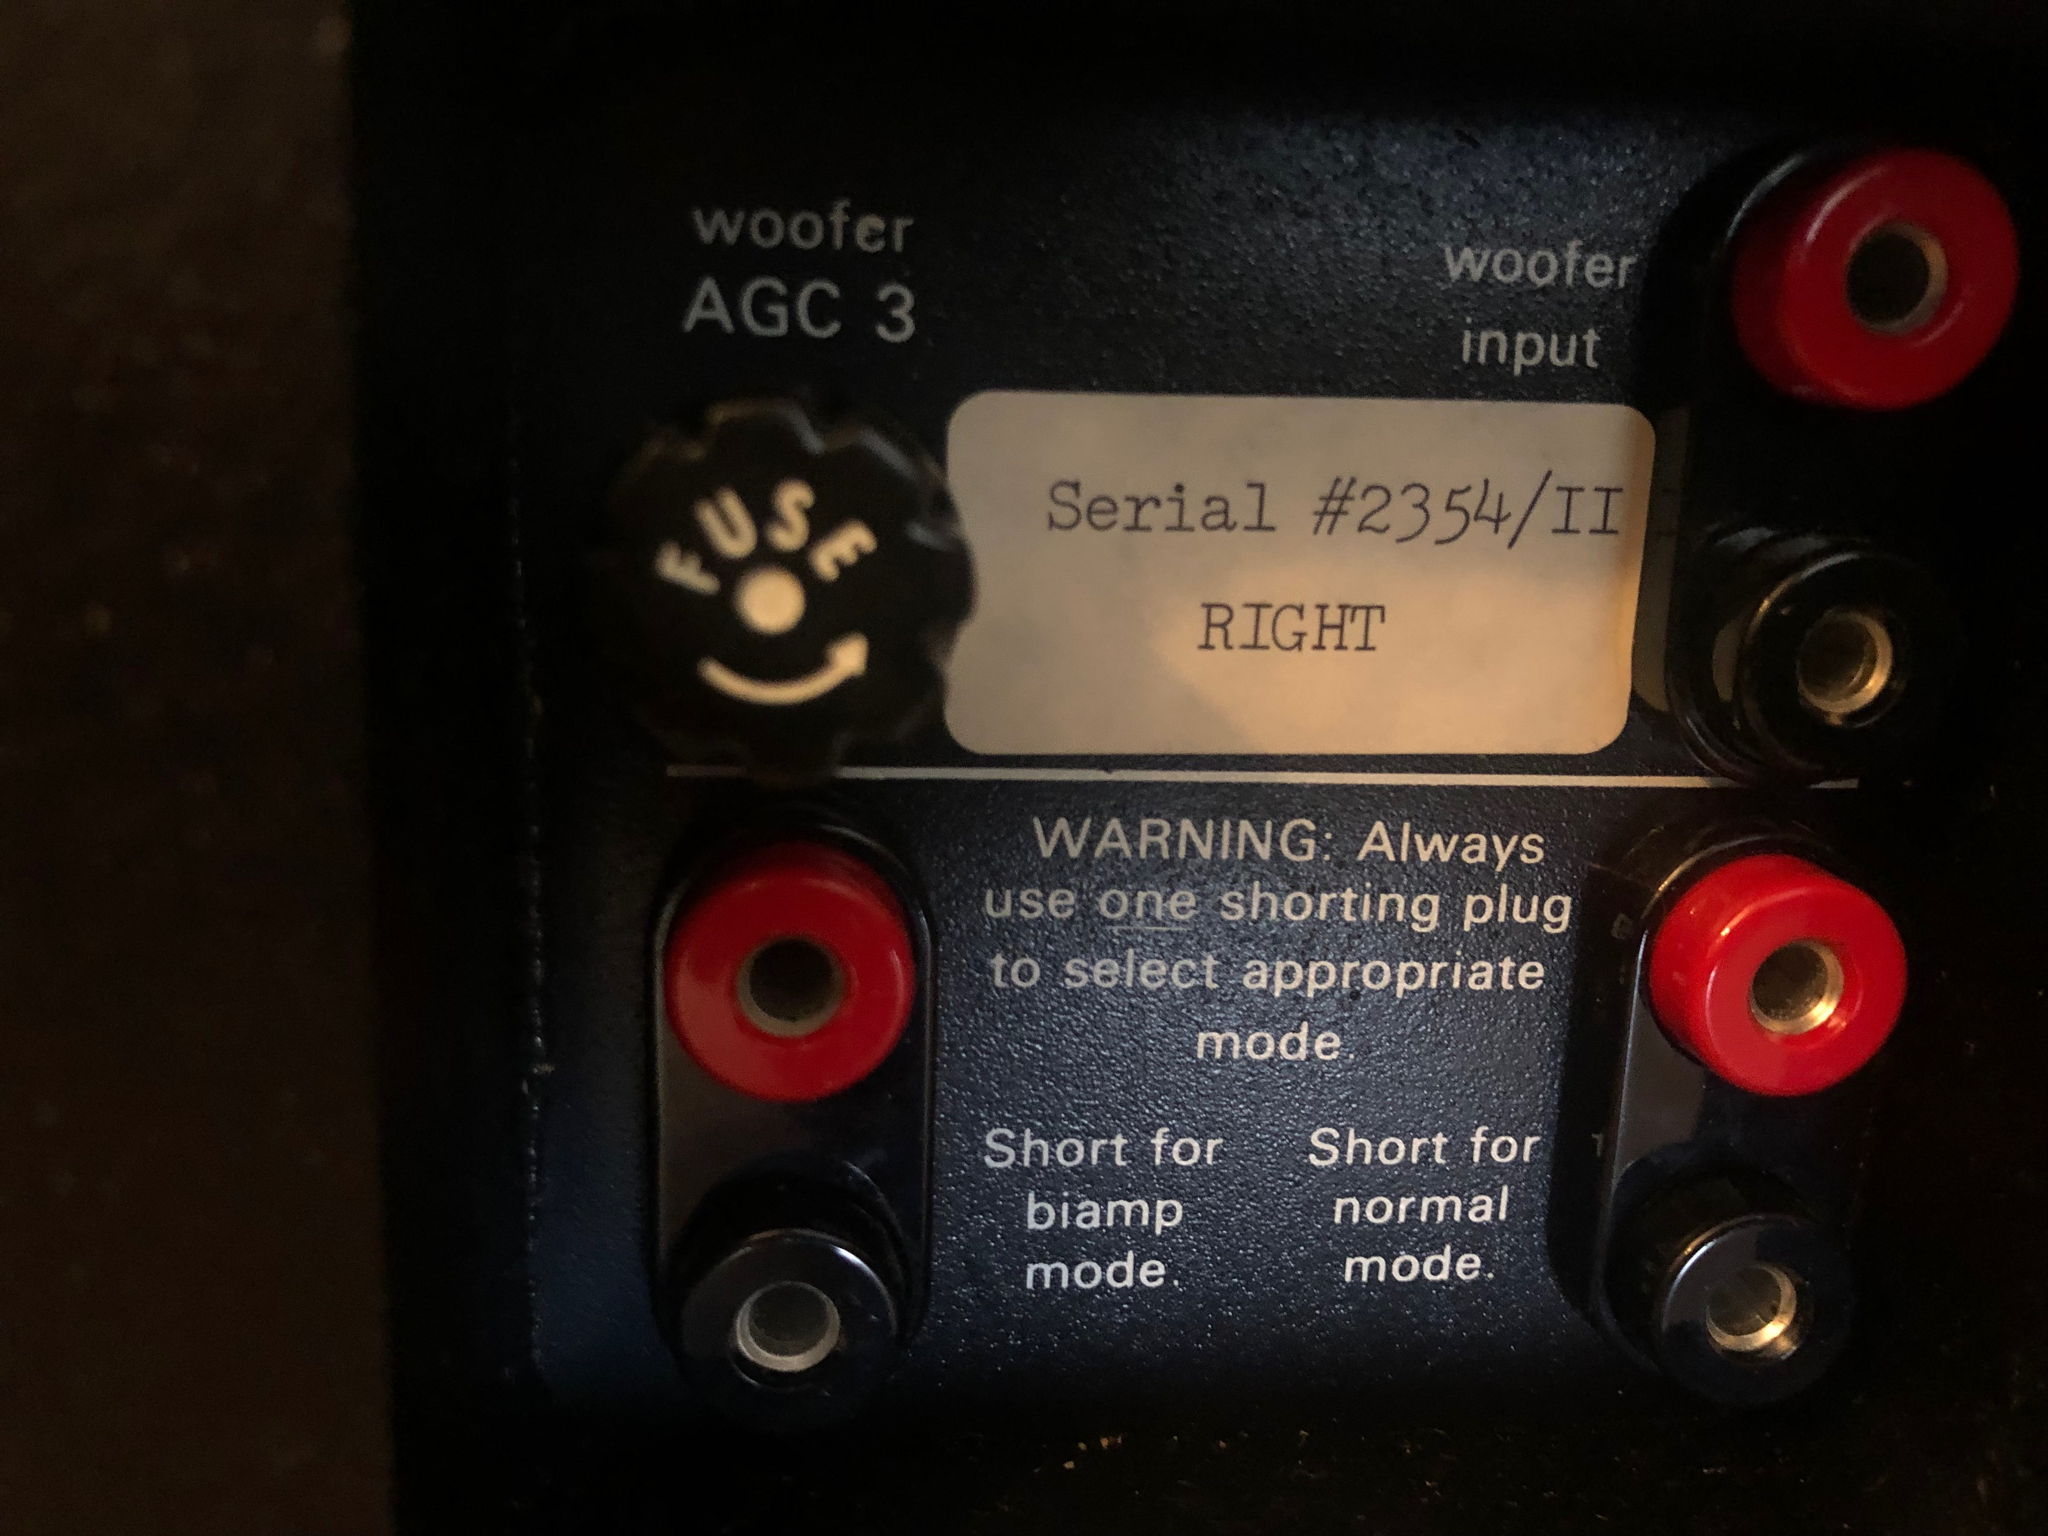 woofer
AGC 3
woofer
input
FUSE
Serial #2354/II
RIGHT
WARNING: Always
use one shorting plug
to select appropriate
mode.
Short for
biamp
mode.
Short for
normal
mode.